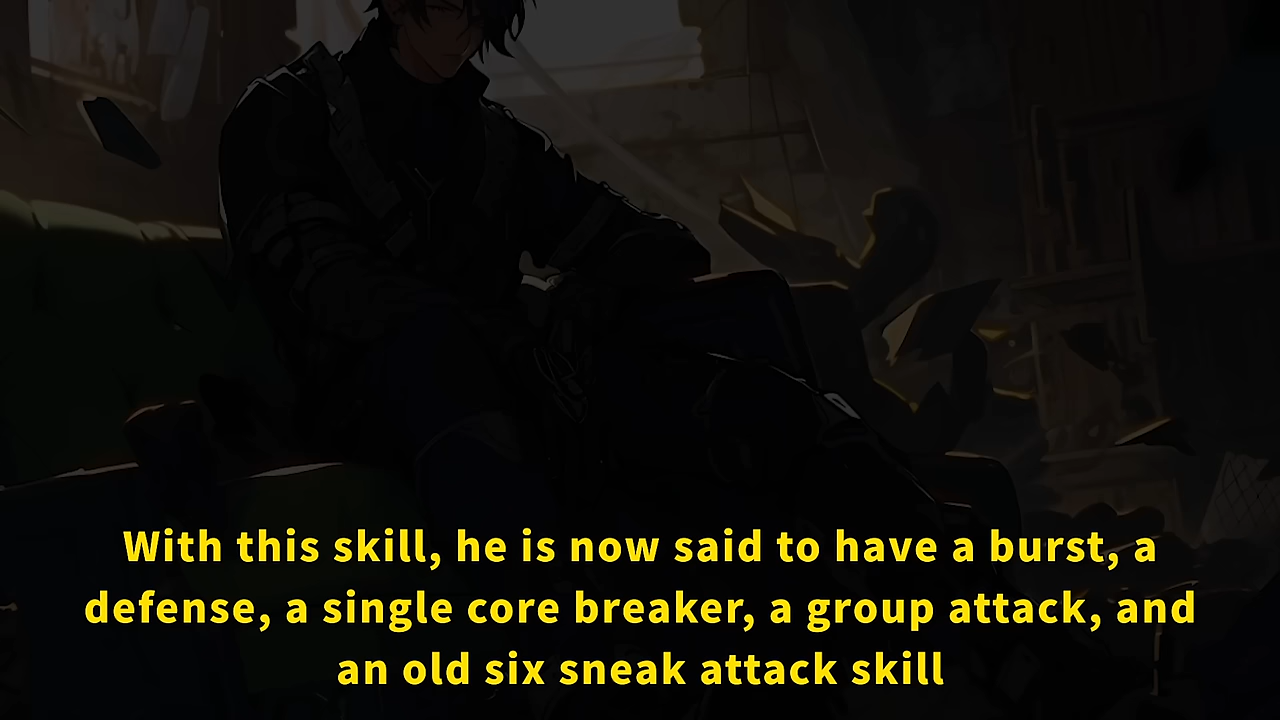 With this skill, he is now said to have a burst, a
defense, a single core breaker, a group attack, and
an old six sneak attack skill